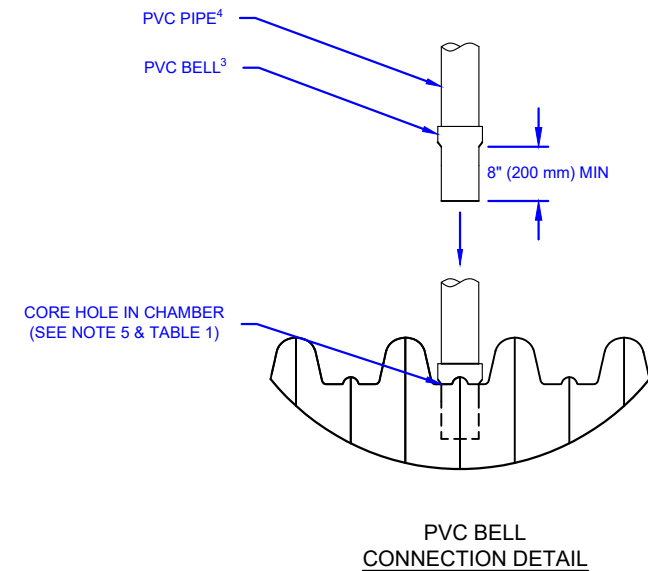 PVC PIPE⁴
PVC BELL³
8" (200 mm) MIN
CORE HOLE IN CHAMBER
(SEE NOTE 5 & TABLE 1)
PVC BELL
CONNECTION DETAIL